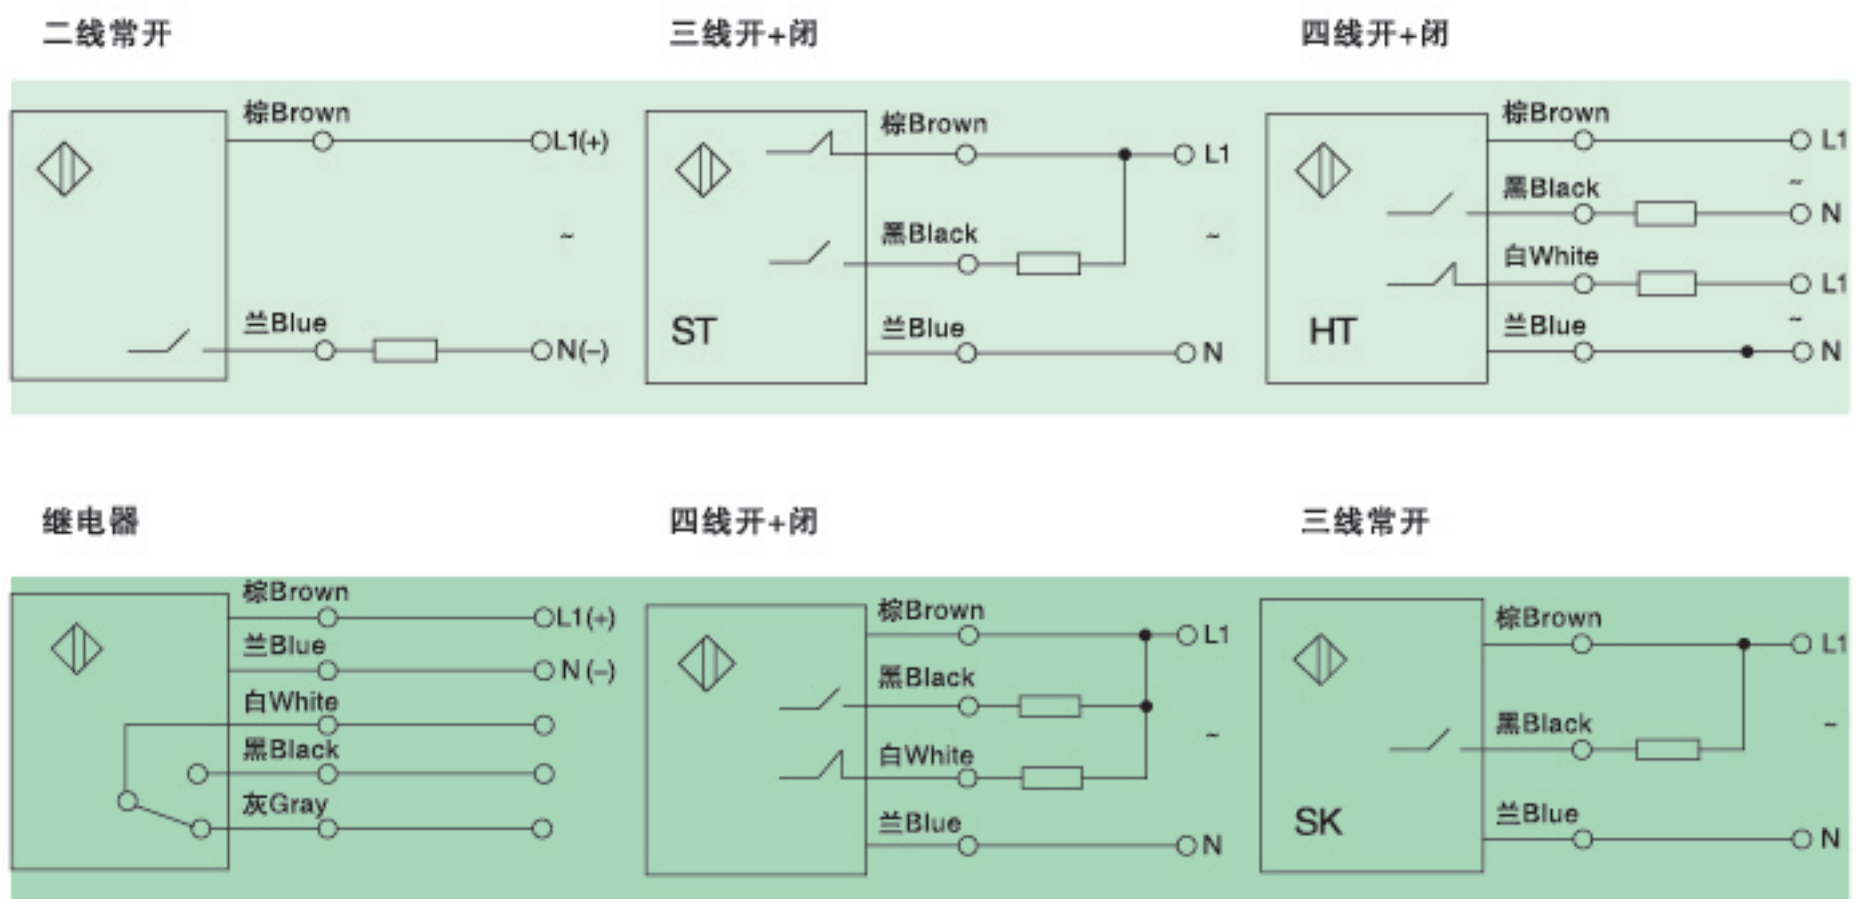 二线常开
三线开+闭
四线开+闭
棕Brown
L1(+)
~
兰Blue
N(–)
棕Brown
L1
黑Black
~
ST
兰Blue
N
棕Brown
L1
~
黑Black
N
白White
L1
~
HT
兰Blue
N
继电器
四线开+闭
三线常开
棕Brown
L1(+)
兰Blue
N(–)
白White
黑Black
灰Gray
棕Brown
L1
黑Black
~
白White
兰Blue
N
棕Brown
L1
黑Black
~
SK
兰Blue
N